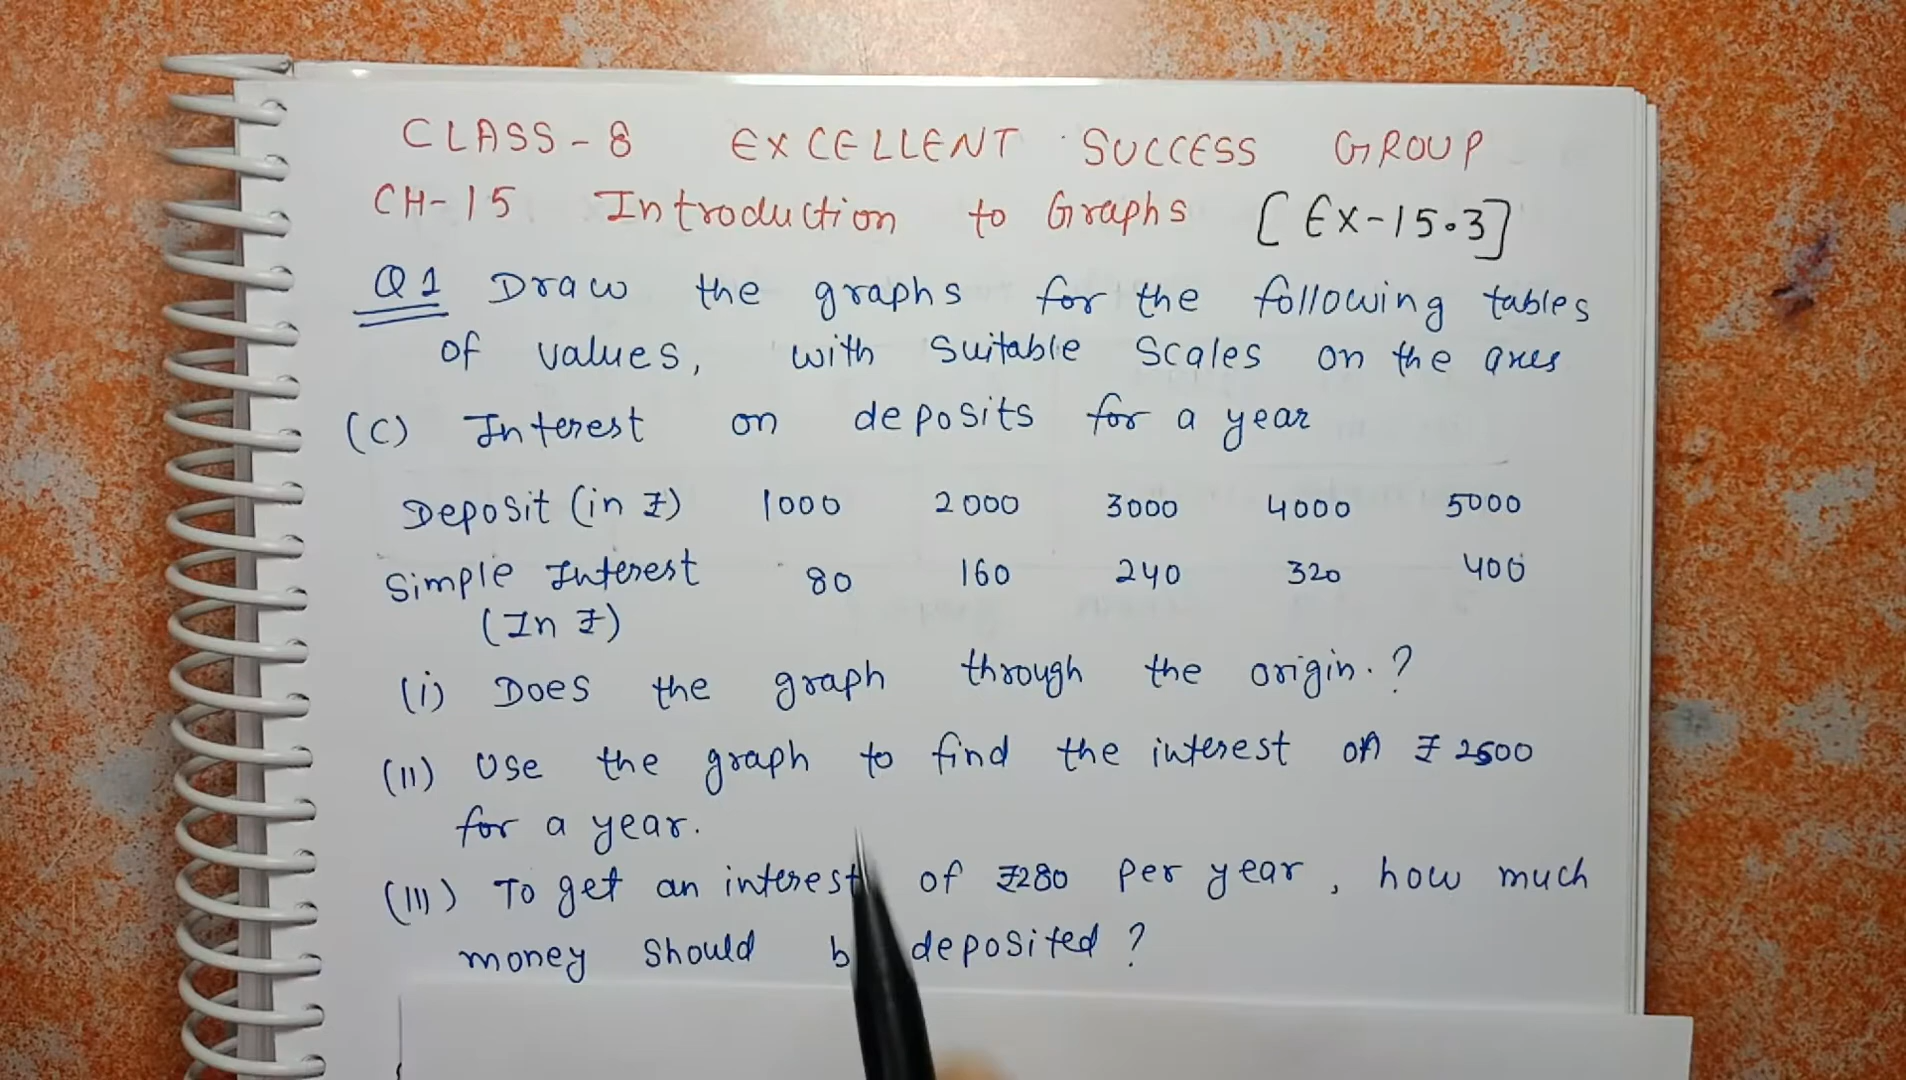 CLASS-8 EXCELLENT SUCCESS GROUP
CH-15 Introduction to Graphs [Ex-15.3]
Q1 Draw the graphs for the following tables
of values, with suitable scales on the axes
(C) Interest on deposits for a year
Deposit (in ₹) 1000 2000 3000 4000 5000
Simple Interest 80 160 240 320 400
(In ₹)
(i) Does the graph through the origin.?
(II) Use the graph to find the interest on ₹ 2500
for a year.
(III) To get an interest of ₹280 per year, how much
money should b deposited?